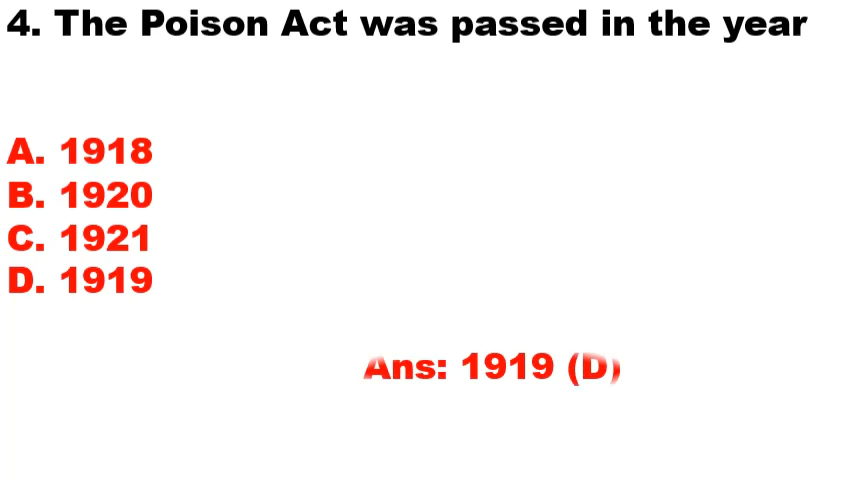 4. The Poison Act was passed in the year
A. 1918
B. 1920
C. 1921
D. 1919
Ans: 1919 (D)